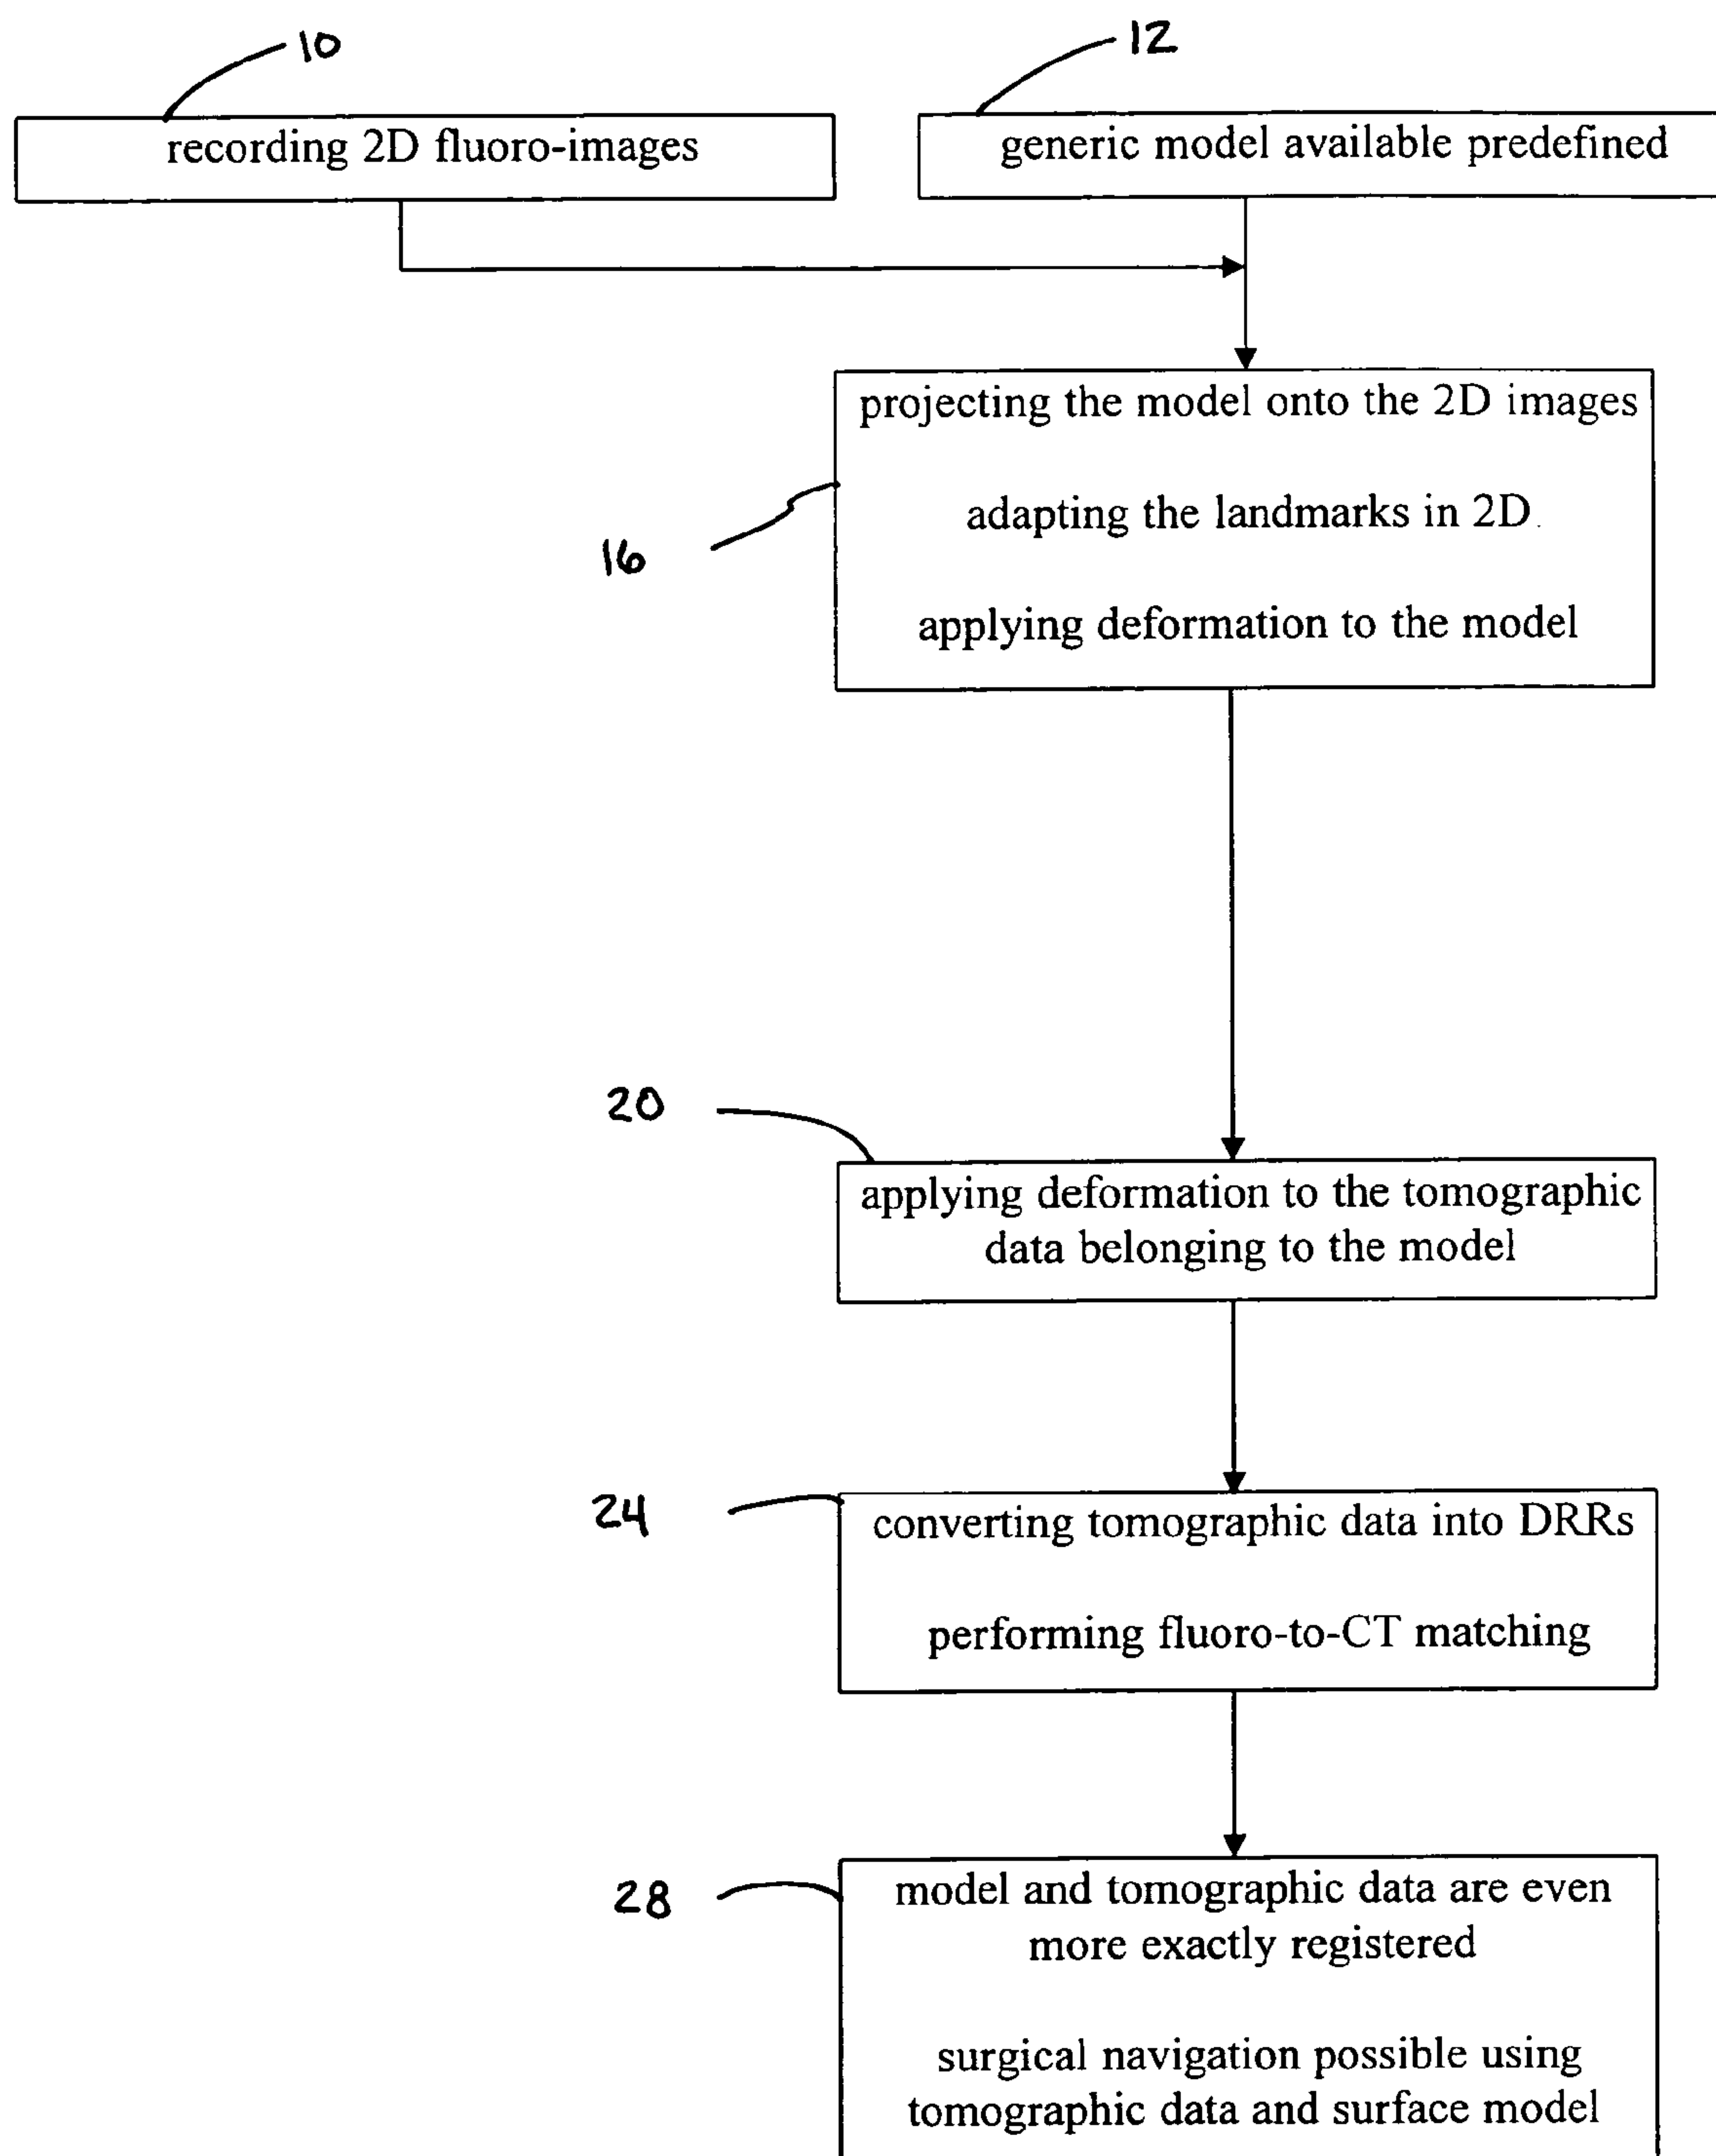 10
12
recording 2D fluoro-images
generic model available predefined
projecting the model onto the 2D images
adapting the landmarks in 2D.
16
applying deformation to the model
20
applying deformation to the tomographic
data belonging to the model
24
converting tomographic data into DRRs
performing fluoro-to-CT matching
28
model and tomographic data are even
more exactly registered
surgical navigation possible using
tomographic data and surface model